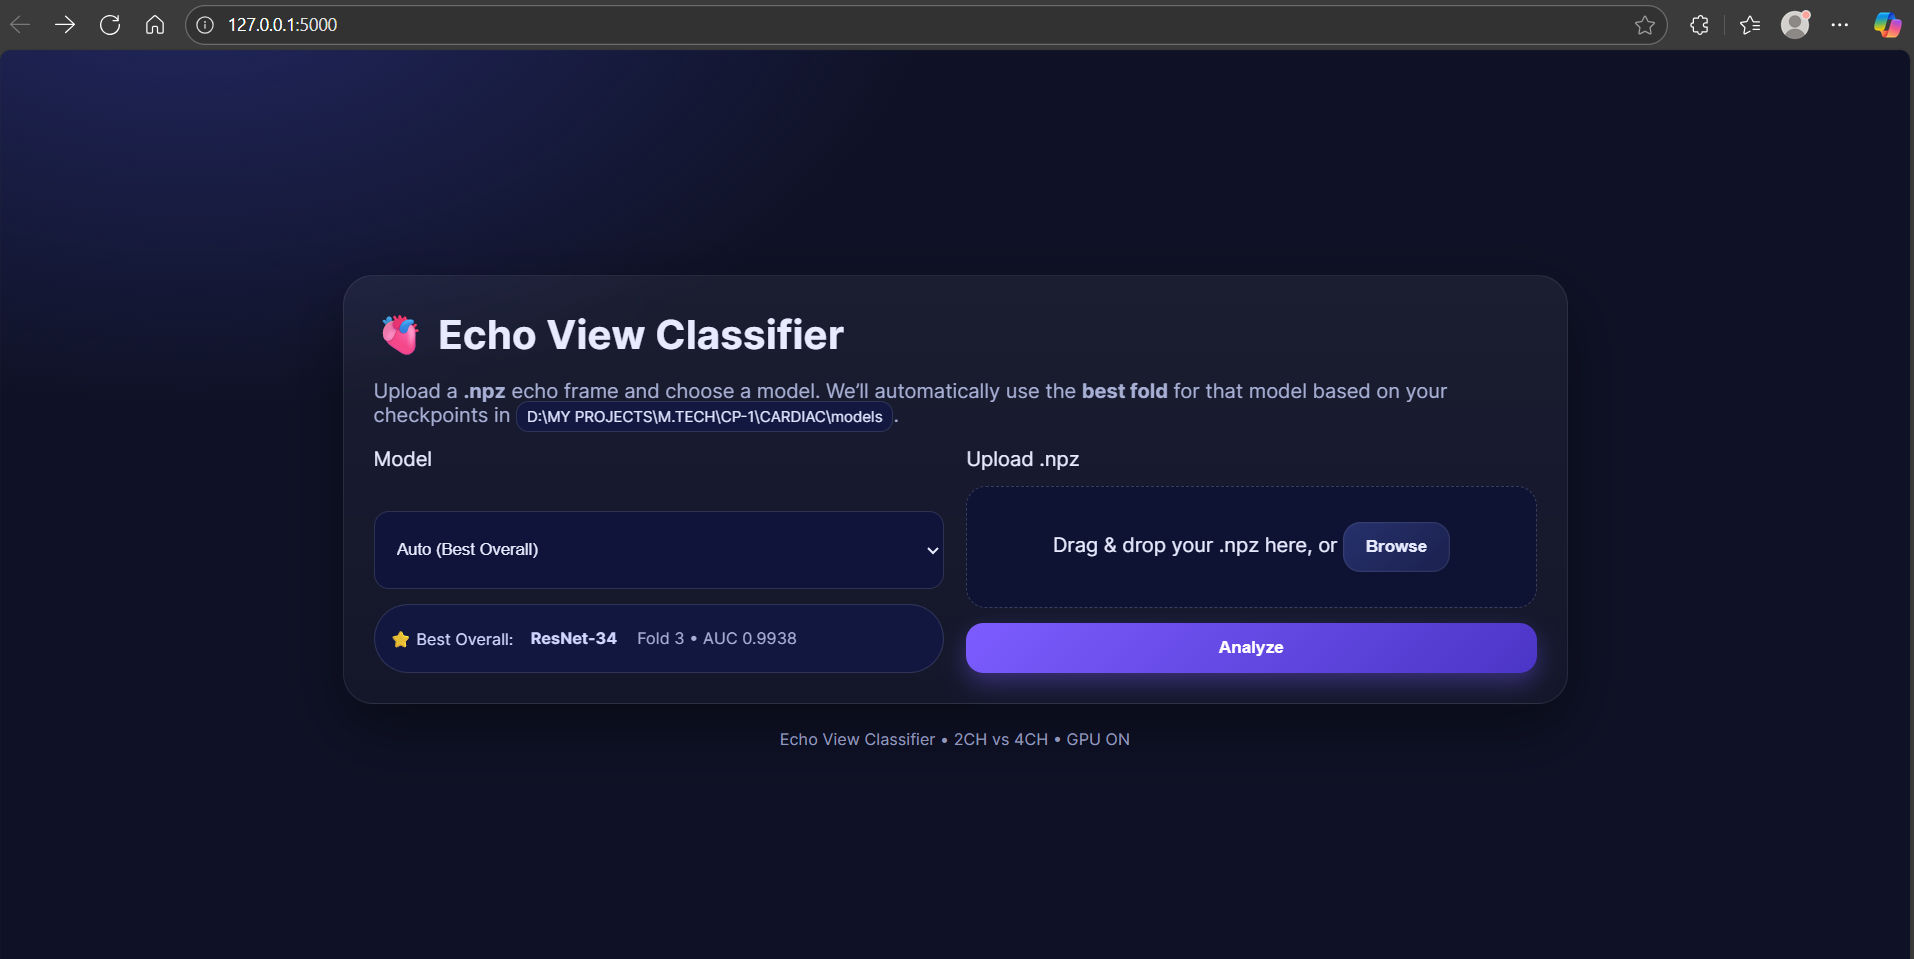 127.0.0.1:5000
Echo View Classifier
Upload a .npz echo frame and choose a model. We’ll automatically use the best fold for that model based on your
checkpoints in D:\MY PROJECTS\M.TECH\CP-1\CARDIAC\models .
Model
Upload .npz
Auto (Best Overall)
Drag & drop your .npz here, or Browse
Best Overall: ResNet-34 Fold 3 • AUC 0.9938
Analyze
Echo View Classifier • 2CH vs 4CH • GPU ON